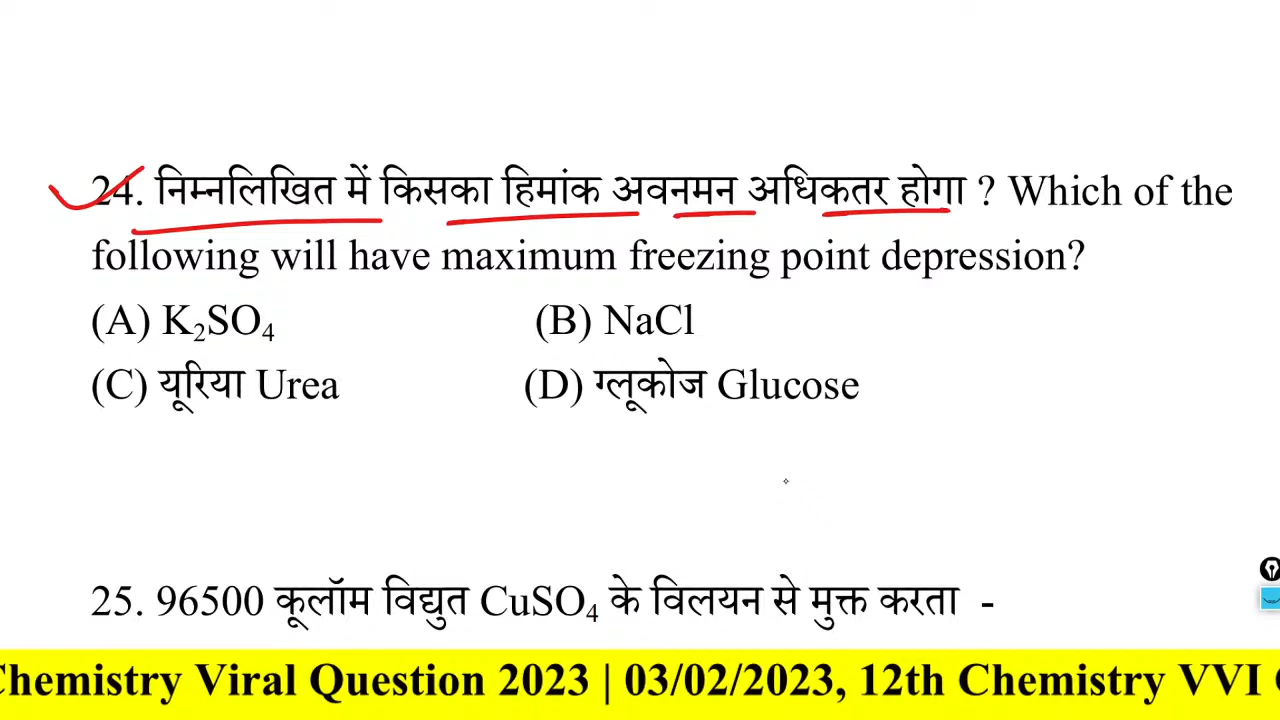 24. निम्नलिखित में किसका हिमांक अवनमन अधिकतर होगा ? Which of the
following will have maximum freezing point depression?
(A) K₂SO₄ (B) NaCl
(C) यूरिया Urea (D) ग्लूकोज Glucose
25. 96500 कूलॉम विद्युत CuSO₄ के विलयन से मुक्त करता -
Chemistry Viral Question 2023 | 03/02/2023, 12th Chemistry VVI